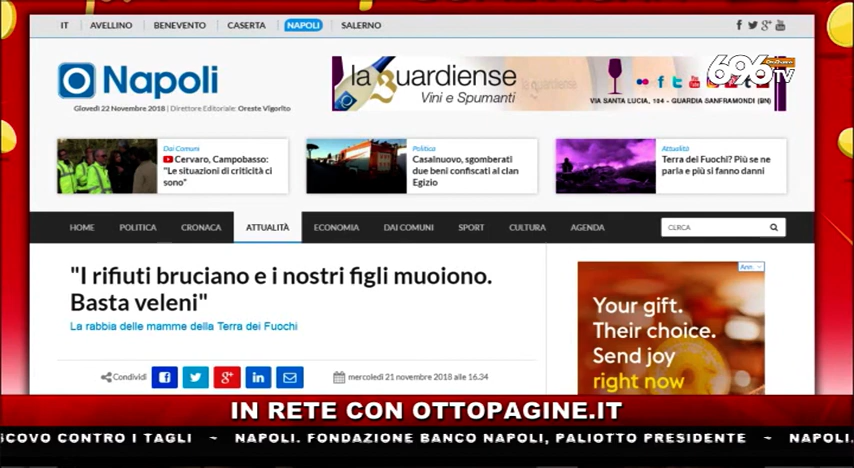 IT AVELLINO BENEVENTO CASERTA NAPOLI SALERNO
Napoli
Giovedì 22 Novembre 2018 | Direttore Editoriale: Oreste Vigorito
la guardiense
Vini e Spumanti
la guardiense
VIA SANTA LUCIA, 104 - GUARDIA SANFRAMONDI (BN)
696 TV
Dai Comuni
Cervaro, Campobasso:
"Le situazioni di criticità ci
sono"
Politica
Casalnuovo, sgomberati
due beni confiscati al clan
Egizio
Attualità
Terra dei Fuochi? Più se ne
parla e più si fanno danni
HOME POLITICA CRONACA ATTUALITÀ ECONOMIA DAI COMUNI SPORT CULTURA AGENDA CERCA
"I rifiuti bruciano e i nostri figli muoiono.
Basta veleni"
La rabbia delle mamme della Terra dei Fuochi
Condividi mercoledì 21 novembre 2018 alle 16.34
Ann.
Your gift.
Their choice.
Send joy
right now
IN RETE CON OTTOPAGINE.IT
SCOVO CONTRO I TAGLI ~ NAPOLI. FONDAZIONE BANCO NAPOLI, PALIOTTO PRESIDENTE ~ NAPOLI.